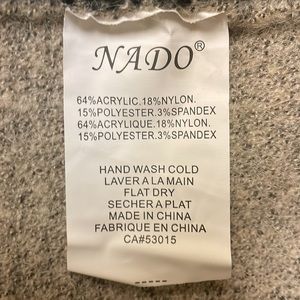 NADO®
64%ACRYLIC.18%NYLON.
15%POLYESTER.3%SPANDEX
64%ACRYLIQUE.18%NYLON.
15%POLYESTER.3%SPANDEX
HAND WASH COLD
LAVER A LA MAIN
FLAT DRY
SECHER A PLAT
MADE IN CHINA
FABRIQUE EN CHINA
CA#53015